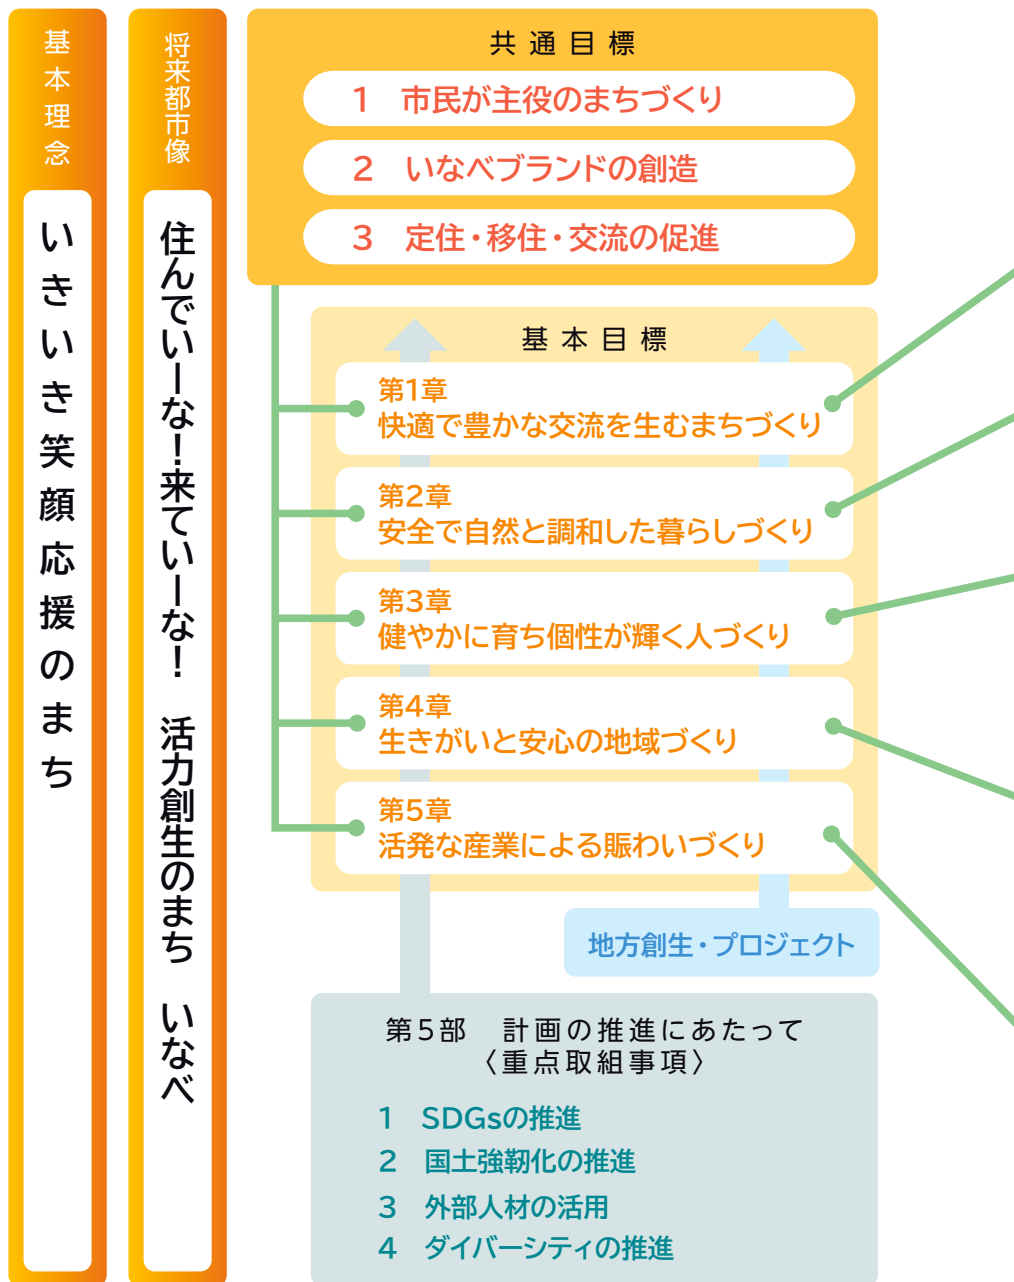 基本理念
いきいき笑顔応援のまち
将来都市像
住んでいーな！来ていーな！　活力創生のまち　いなべ
共通目標
1　市民が主役のまちづくり
2　いなべブランドの創造
3　定住・移住・交流の促進
基本目標
第1章
快適で豊かな交流を生むまちづくり
第2章
安全で自然と調和した暮らしづくり
第3章
健やかに育ち個性が輝く人づくり
第4章
生きがいと安心の地域づくり
第5章
活発な産業による賑わいづくり
地方創生・プロジェクト
第5部　計画の推進にあたって
〈重点取組事項〉
1　SDGsの推進
2　国土強靭化の推進
3　外部人材の活用
4　ダイバーシティの推進